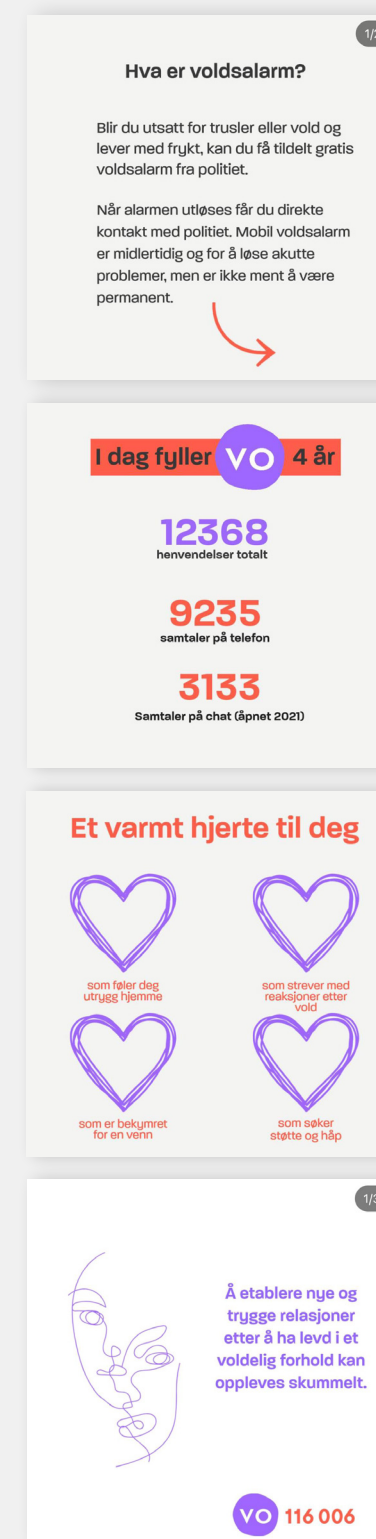 Hva er voldsalarm?
Blir du utsatt for trusler eller vold og
lever med frykt, kan du få tildelt gratis
voldsalarm fra politiet.
Når alarmen utløses får du direkte
kontakt med politiet. Mobil voldsalarm
er midlertidig og for å løse akutte
problemer, men er ikke ment å være
permanent.
I dag fyller VO 4 år
12368
henvendelser totalt
9235
samtaler på telefon
3133
Samtaler på chat (åpnet 2021)
Et varmt hjerte til deg
som føler deg
utrygg hjemme
som strever med
reaksjoner etter
vold
som er bekymret
for en venn
som søker
støtte og håp
Å etablere nye og
trygge relasjoner
etter å ha levd i et
voldelig forhold kan
oppleves skummelt.
VO 116 006